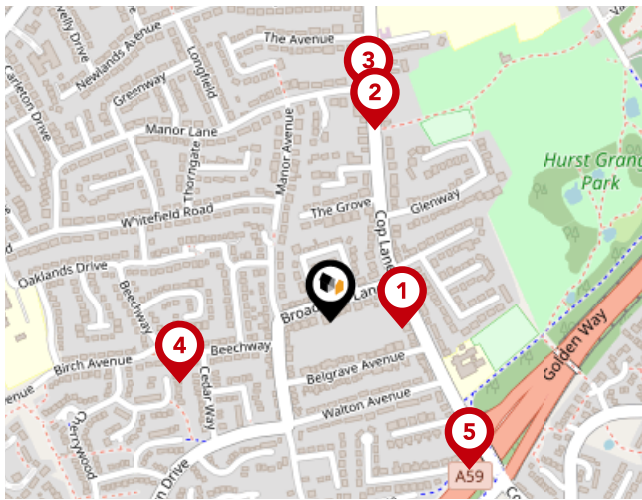 The Avenue
Newlands Avenue
Longfield
Carleton Drive
Greenway
3
2
Manor Lane
Manor Avenue
Thorngate
Hurst Grange
Park
Whitefield Road
The Grove
Glenway
Cop Lane
Oaklands Drive
Beechway
1
Golden Way
4
Birch Avenue
Beechway
Belgrave Avenue
Cedar Way
Walton Avenue
Cherrywood
5
A59